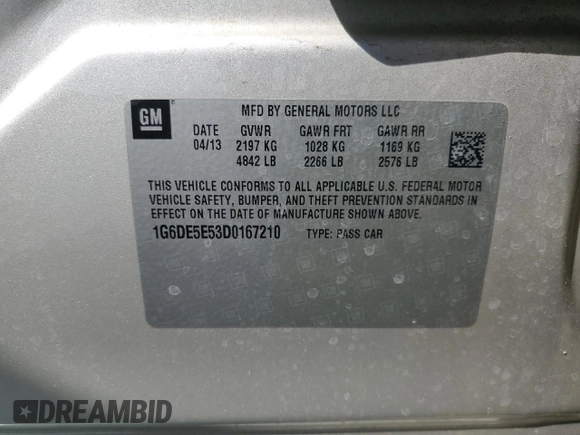 GM
MFD BY GENERAL MOTORS LLC
DATE GVWR GAWR FRT GAWR RR
04/13 2197 KG 1028 KG 1169 KG
4842 LB 2266 LB 2576 LB
THIS VEHICLE CONFORMS TO ALL APPLICABLE U.S. FEDERAL MOTOR
VEHICLE SAFETY, BUMPER, AND THEFT PREVENTION STANDARDS IN
EFFECT ON THE DATE OF MANUFACTURE SHOWN ABOVE.
1G6DE5E53D0167210 TYPE: PASS CAR
DREAMBID